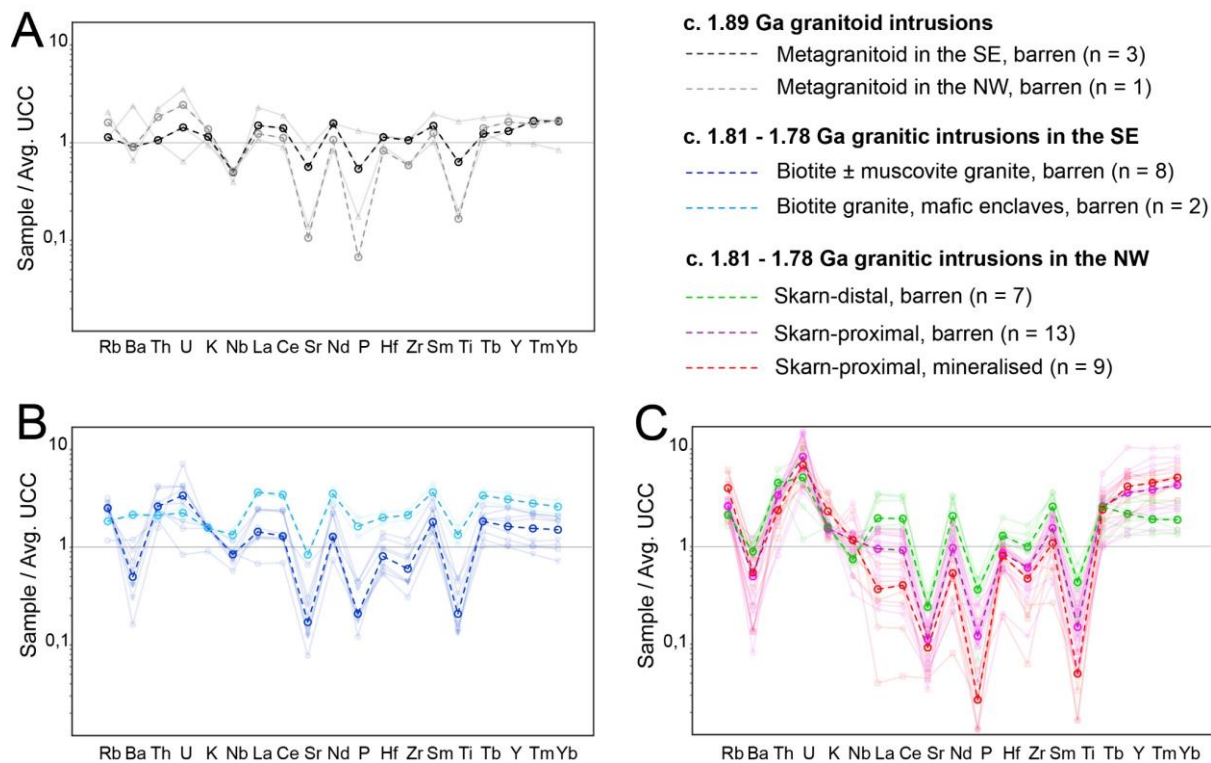 A
10
1
0,1
Sample / Avg. UCC
Rb Ba Th U K Nb La Ce Sr Nd P Hf Zr Sm Ti Tb Y Tm Yb
c. 1.89 Ga granitoid intrusions
Metagranitoid in the SE, barren (n = 3)
Metagranitoid in the NW, barren (n = 1)
c. 1.81 - 1.78 Ga granitic intrusions in the SE
Biotite ± muscovite granite, barren (n = 8)
Biotite granite, mafic enclaves, barren (n = 2)
c. 1.81 - 1.78 Ga granitic intrusions in the NW
Skarn-distal, barren (n = 7)
Skarn-proximal, barren (n = 13)
Skarn-proximal, mineralised (n = 9)
B
10
1
0,1
Sample / Avg. UCC
Rb Ba Th U K Nb La Ce Sr Nd P Hf Zr Sm Ti Tb Y Tm Yb
C
10
1
0,1
Sample / Avg. UCC
Rb Ba Th U K Nb La Ce Sr Nd P Hf Zr Sm Ti Tb Y Tm Yb